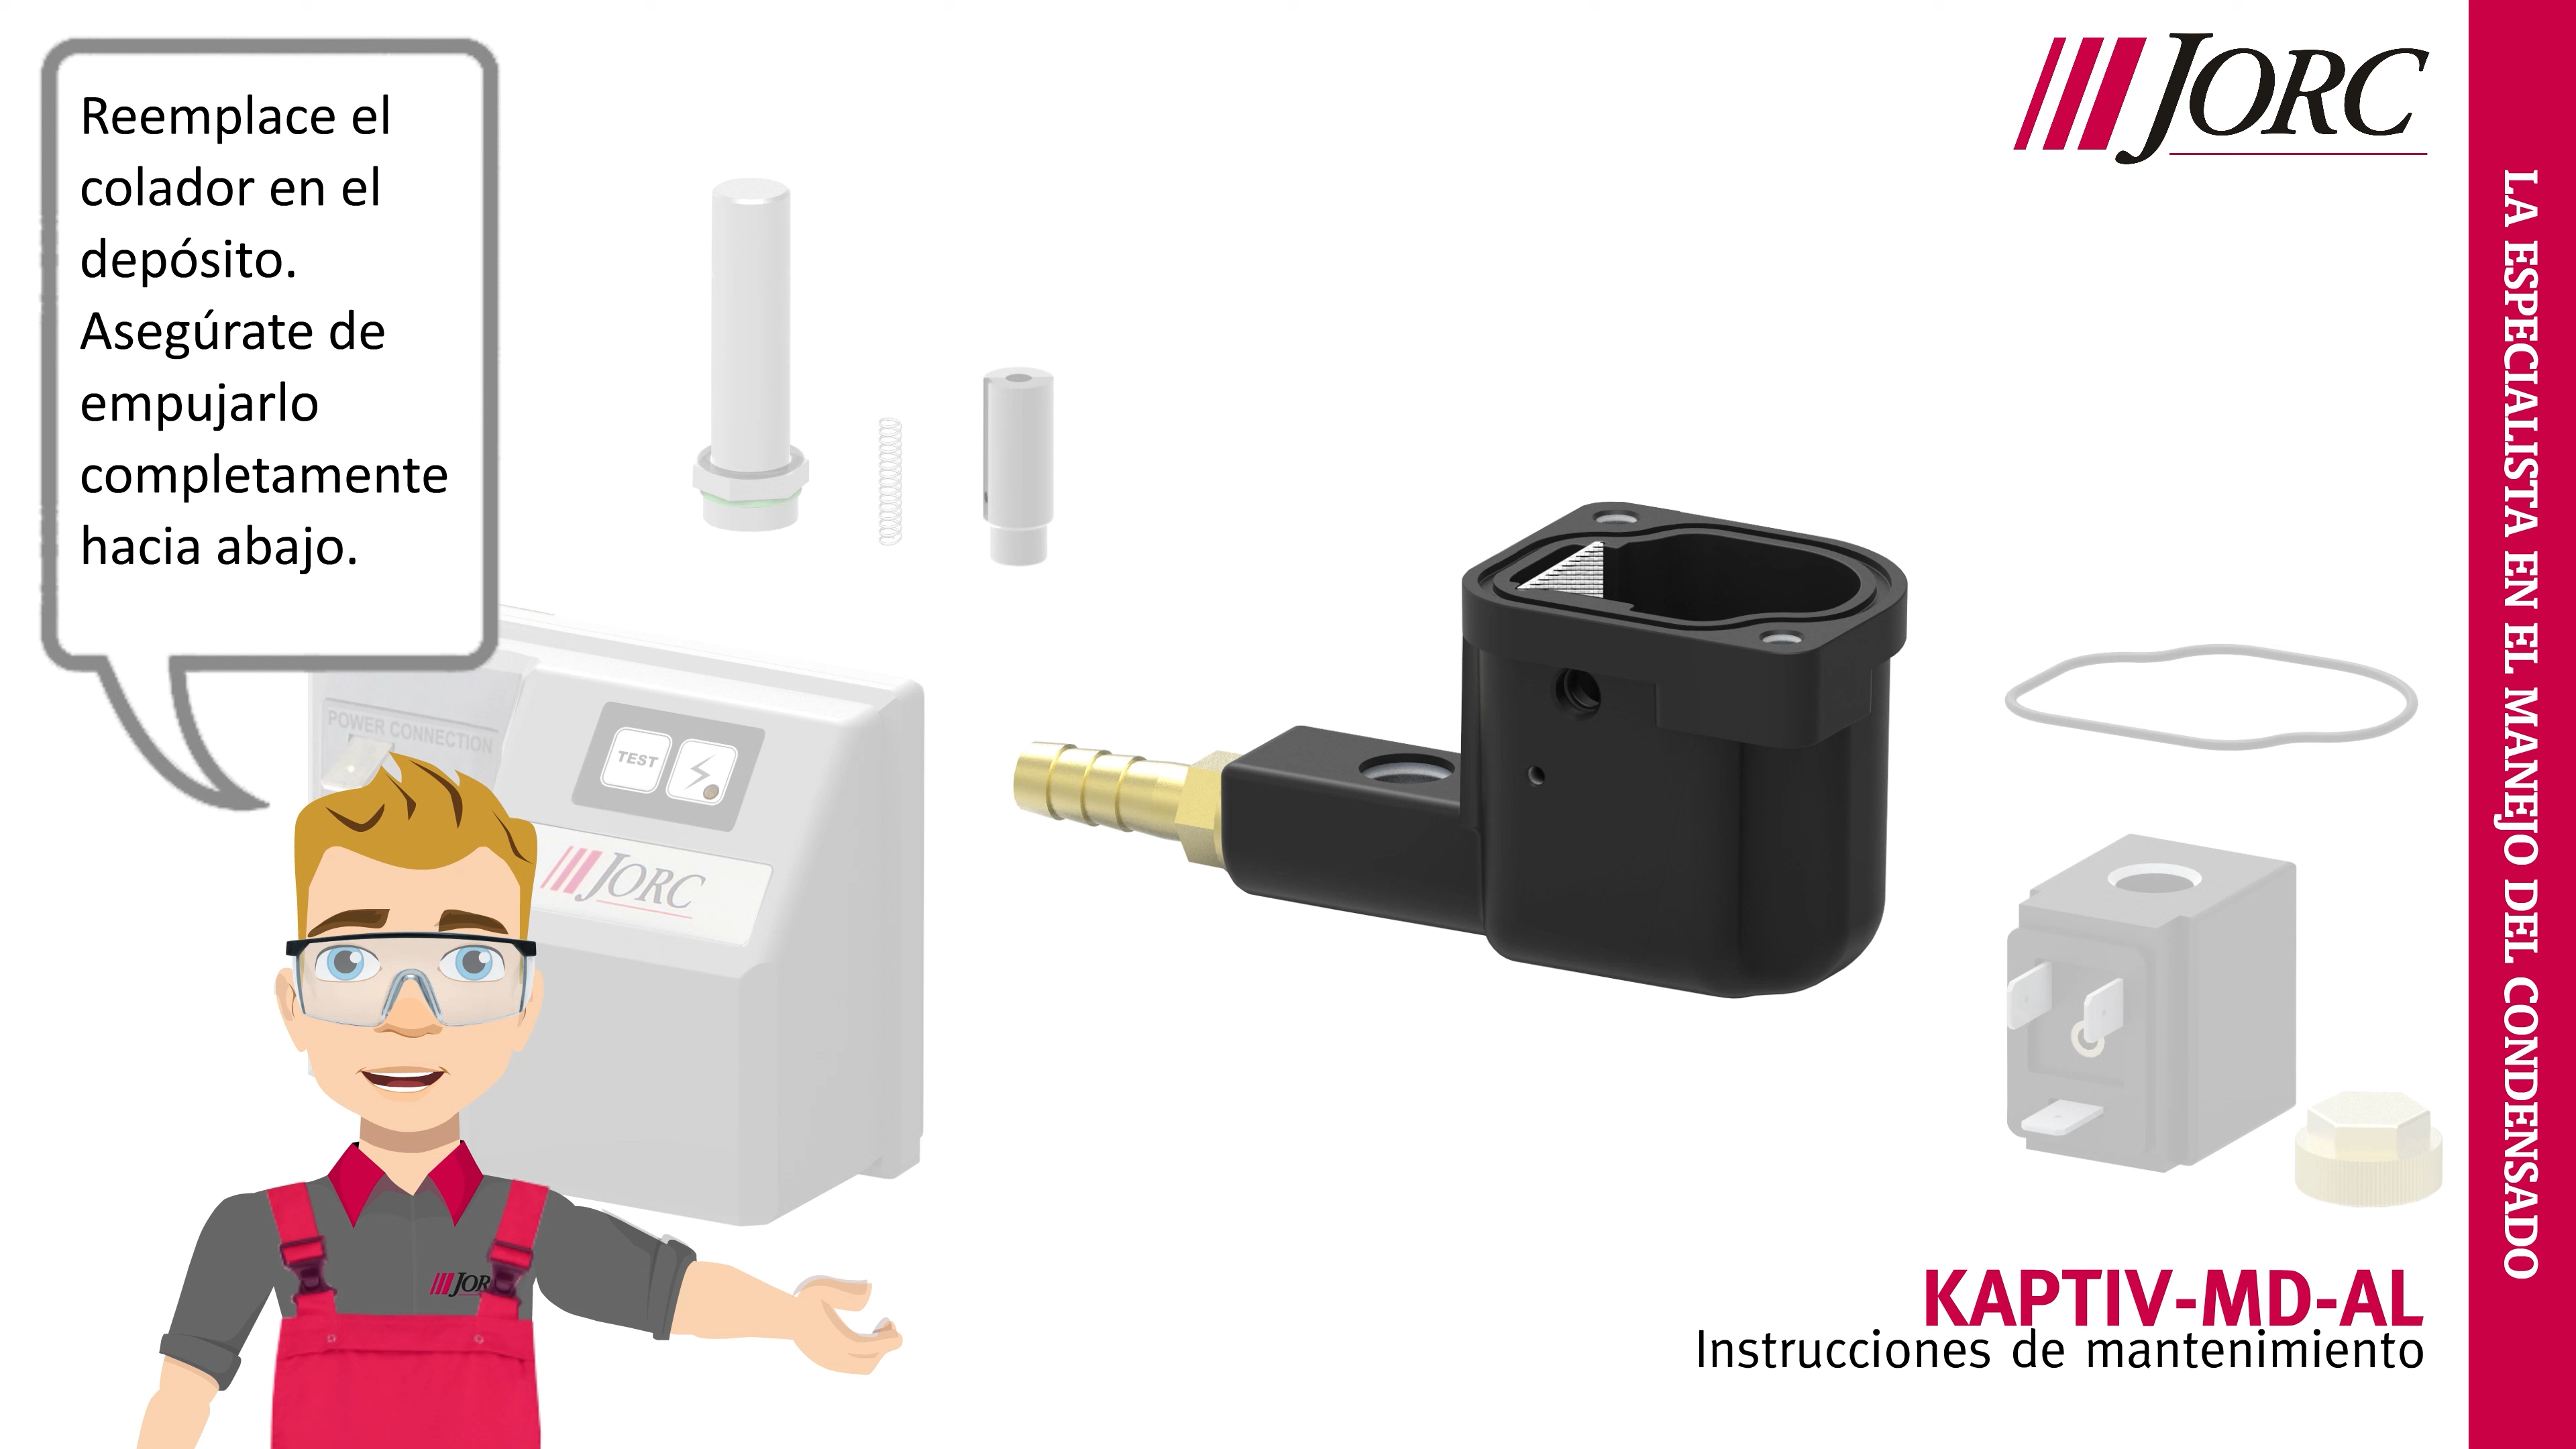 Reemplace el
colador en el
depósito.
Asegúrate de
empujarlo
completamente
hacia abajo.
JORC
LA ESPECIALISTA EN EL MANEJO DEL CONDENSADO
POWER CONNECTION
TEST
JORC
JOR
KAPTIV-MD-AL
Instrucciones de mantenimiento